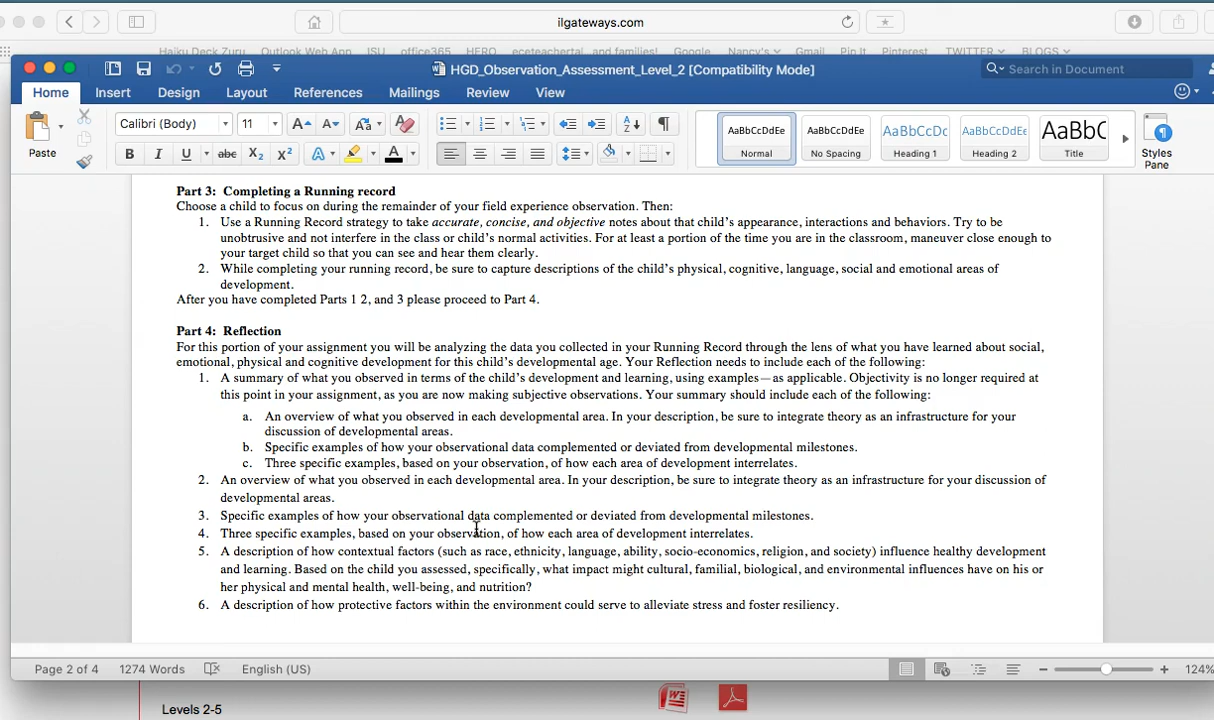 ilgateways.com
Haiku Deck Zuru Outlook Web App ISU office365 HERO eceteachertal and families! Google Nancy's Gmail Pin It Pinterest TWITTER BLOGS
HGD_Observation_Assessment_Level_2 [Compatibility Mode]
Search in Document
Home Insert Design Layout References Mailings Review View
Paste
Calibri (Body) 11
AaBbCcDdEe AaBbCcDdEe AaBbCcDc AaBbCcDdEe AaBbC
Normal No Spacing Heading 1 Heading 2 Title
Styles
Pane
Part 3: Completing a Running record
Choose a child to focus on during the remainder of your field experience observation. Then:
1. Use a Running Record strategy to take accurate, concise, and objective notes about that child's appearance, interactions and behaviors. Try to be
unobtrusive and not interfere in the class or child's normal activities. For at least a portion of the time you are in the classroom, maneuver close enough to
your target child so that you can see and hear them clearly.
2. While completing your running record, be sure to capture descriptions of the child's physical, cognitive, language, social and emotional areas of
development.
After you have completed Parts 1 2, and 3 please proceed to Part 4.
Part 4: Reflection
For this portion of your assignment you will be analyzing the data you collected in your Running Record through the lens of what you have learned about social,
emotional, physical and cognitive development for this child's developmental age. Your Reflection needs to include each of the following:
1. A summary of what you observed in terms of the child's development and learning, using examples—as applicable. Objectivity is no longer required at
this point in your assignment, as you are now making subjective observations. Your summary should include each of the following:
a. An overview of what you observed in each developmental area. In your description, be sure to integrate theory as an infrastructure for your
discussion of developmental areas.
b. Specific examples of how your observational data complemented or deviated from developmental milestones.
c. Three specific examples, based on your observation, of how each area of development interrelates.
2. An overview of what you observed in each developmental area. In your description, be sure to integrate theory as an infrastructure for your discussion of
developmental areas.
3. Specific examples of how your observational data complemented or deviated from developmental milestones.
4. Three specific examples, based on your observation, of how each area of development interrelates.
5. A description of how contextual factors (such as race, ethnicity, language, ability, socio-economics, religion, and society) influence healthy development
and learning. Based on the child you assessed, specifically, what impact might cultural, familial, biological, and environmental influences have on his or
her physical and mental health, well-being, and nutrition?
6. A description of how protective factors within the environment could serve to alleviate stress and foster resiliency.
Page 2 of 4 1274 Words English (US) 124%
Levels 2-5